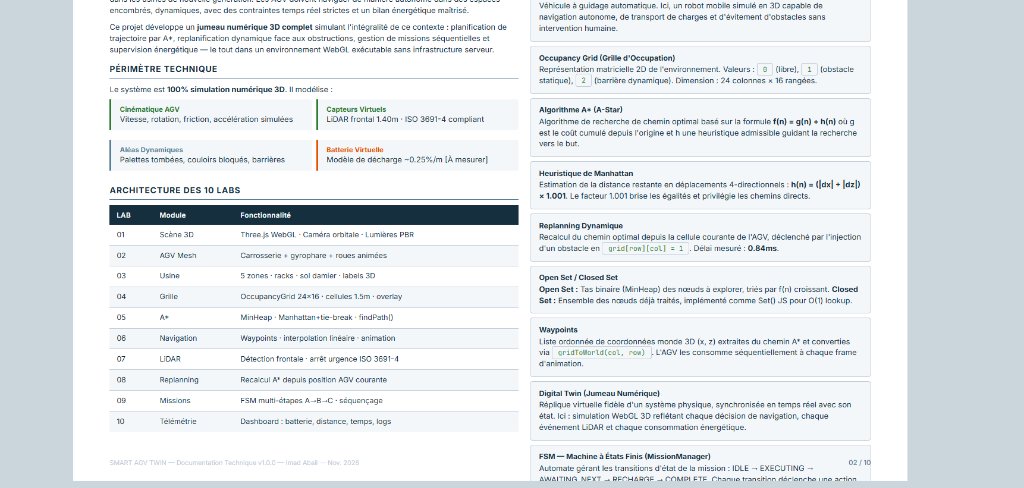 encombrés, dynamiques, avec des contraintes temps réel strictes et un bilan énergétique maîtrisé.
Ce projet développe un jumeau numérique 3D complet simulant l'intégralité de ce contexte : planification de
trajectoire par A*, replanification dynamique face aux obstructions, gestion de missions séquentielles et
supervision énergétique — le tout dans un environnement WebGL exécutable sans infrastructure serveur.
PÉRIMÈTRE TECHNIQUE
Le système est 100% simulation numérique 3D. Il modélise :
Cinématique AGV
Vitesse, rotation, friction, accélération simulées
Capteurs Virtuels
LiDAR frontal 1.40m · ISO 3691-4 compliant
Aléas Dynamiques
Palettes tombées, couloirs bloqués, barrières
Batterie Virtuelle
Modèle de décharge ~0.25%/m [À mesurer]
ARCHITECTURE DES 10 LABS
LAB Module Fonctionnalité
01 Scène 3D Three.js WebGL · Caméra orbitale · Lumières PBR
02 AGV Mesh Carrosserie + gyrophare + roues animées
03 Usine 5 zones · racks · sol damier · labels 3D
04 Grille OccupancyGrid 24×16 · cellules 1.5m · overlay
05 A* MinHeap · Manhattan+tie-break · findPath()
06 Navigation Waypoints · interpolation linéaire · animation
07 LiDAR Détection frontale · arrêt urgence ISO 3691-4
08 Replanning Recalcul A* depuis position AGV courante
09 Missions FSM multi-étapes A→B→C · séquençage
10 Télémétrie Dashboard : batterie, distance, temps, logs
SMART AGV TWIN — Documentation Technique v1.0.0 — Imad Aball — Nov. 2026
Véhicule à guidage automatique. Ici, un robot mobile simulé en 3D capable de
navigation autonome, de transport de charges et d'évitement d'obstacles sans
intervention humaine.
Occupancy Grid (Grille d'Occupation)
Représentation matricielle 2D de l'environnement. Valeurs : 0 (libre), 1 (obstacle
statique), 2 (barrière dynamique). Dimension : 24 colonnes × 16 rangées.
Algorithme A* (A-Star)
Algorithme de recherche de chemin optimal basé sur la formule f(n) = g(n) + h(n) où g
est le coût cumulé depuis l'origine et h une heuristique admissible guidant la recherche
vers le but.
Heuristique de Manhattan
Estimation de la distance restante en déplacements 4-directionnels : h(n) = (|dx| + |dz|)
× 1.001. Le facteur 1.001 brise les égalités et privilégie les chemins directs.
Replanning Dynamique
Recalcul du chemin optimal depuis la cellule courante de l'AGV, déclenché par l'injection
d'un obstacle en grid[row][col] = 1 . Délai mesuré : 0.84ms.
Open Set / Closed Set
Open Set : Tas binaire (MinHeap) des nœuds à explorer, triés par f(n) croissant. Closed
Set : Ensemble des nœuds déjà traités, implémenté comme Set() JS pour O(1) lookup.
Waypoints
Liste ordonnée de coordonnées monde 3D (x, z) extraites du chemin A* et converties
via gridToWorld(col, row) . L'AGV les consomme séquentiellement à chaque frame
d'animation.
Digital Twin (Jumeau Numérique)
Réplique virtuelle fidèle d'un système physique, synchronisée en temps réel avec son
état. Ici : simulation WebGL 3D reflétant chaque décision de navigation, chaque
événement LiDAR et chaque consommation énergétique.
FSM — Machine à États Finis (MissionManager)
02 / 10
Automate gérant les transitions d'état de la mission : IDLE → EXECUTING →
AWAITING_NEXT → RECHARGE → COMPLETE. Chaque transition déclenche une action